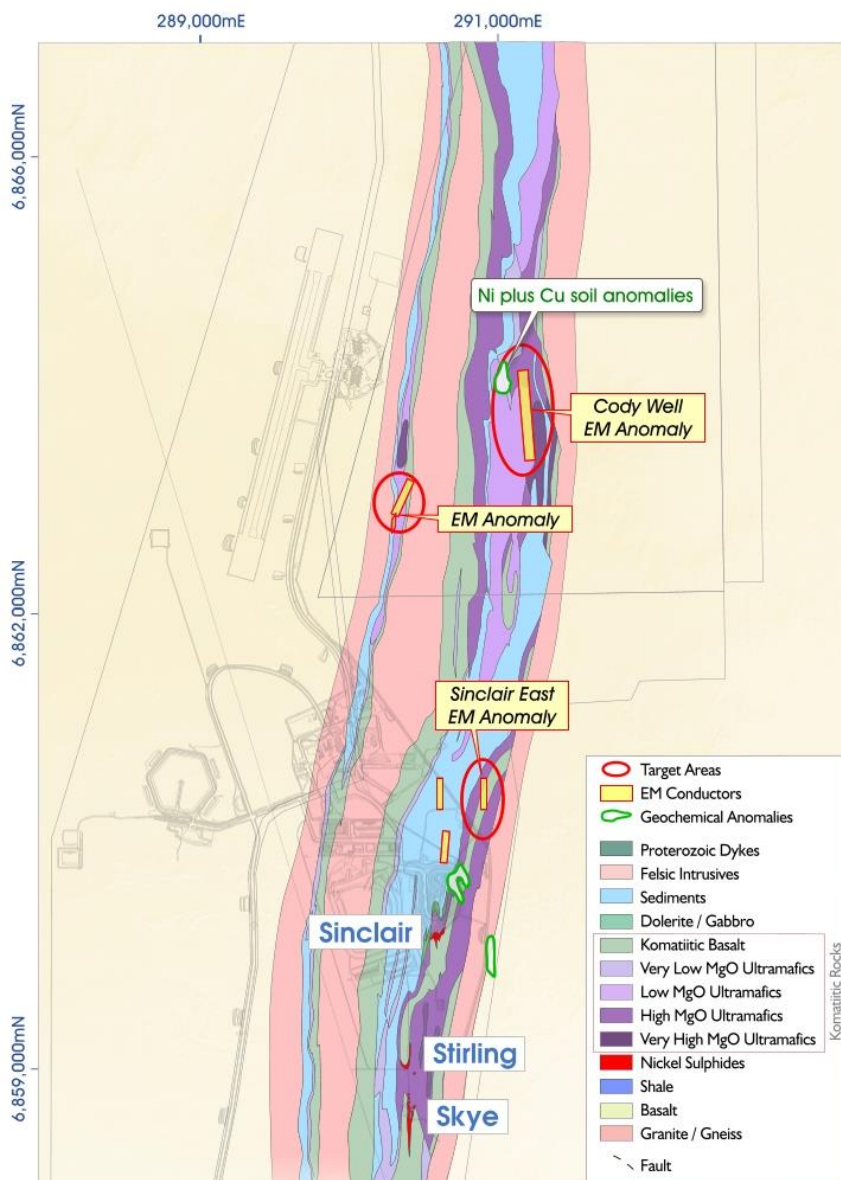 289,000mE
291,000mE
6,866,000mN
Ni plus Cu soil anomalies
Cody Well
EM Anomaly
EM Anomaly
6,862,000mN
Sinclair East
EM Anomaly
Sinclair
Stirling
Skye
6,859,000mN
Target Areas
EM Conductors
Geochemical Anomalies
Proterozoic Dykes
Felsic Intrusives
Sediments
Dolerite / Gabbro
Komatiitic Basalt
Very Low MgO Ultramafics
Low MgO Ultramafics
High MgO Ultramafics
Very High MgO Ultramafics
Komatiitic Rocks
Nickel Sulphides
Shale
Basalt
Granite / Gneiss
Fault